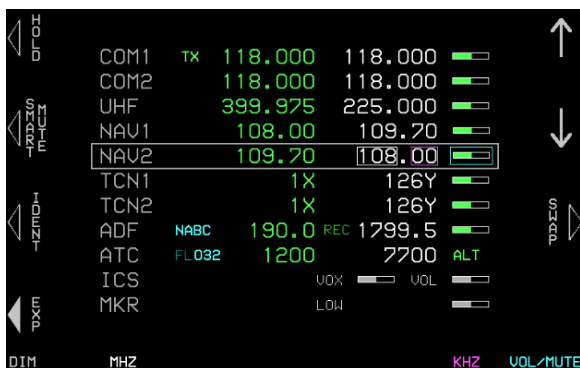 HOLD
COM1 TX 118.000 118.000
COM2 118.000 118.000
UHF 399.975 225.000
SMART MUTE
NAV1 108.00 109.70
NAV2 109.70 108.00
TCN1 1X 126Y
TCN2 1X 126Y
IDENT
SWAP
ADF NABC 190.0 REC 1799.5
ATC FL032 1200 7700 ALT
ICS VOX VOL
EXP
MKR LOW
DIM MHZ KHZ VOL/MUTE